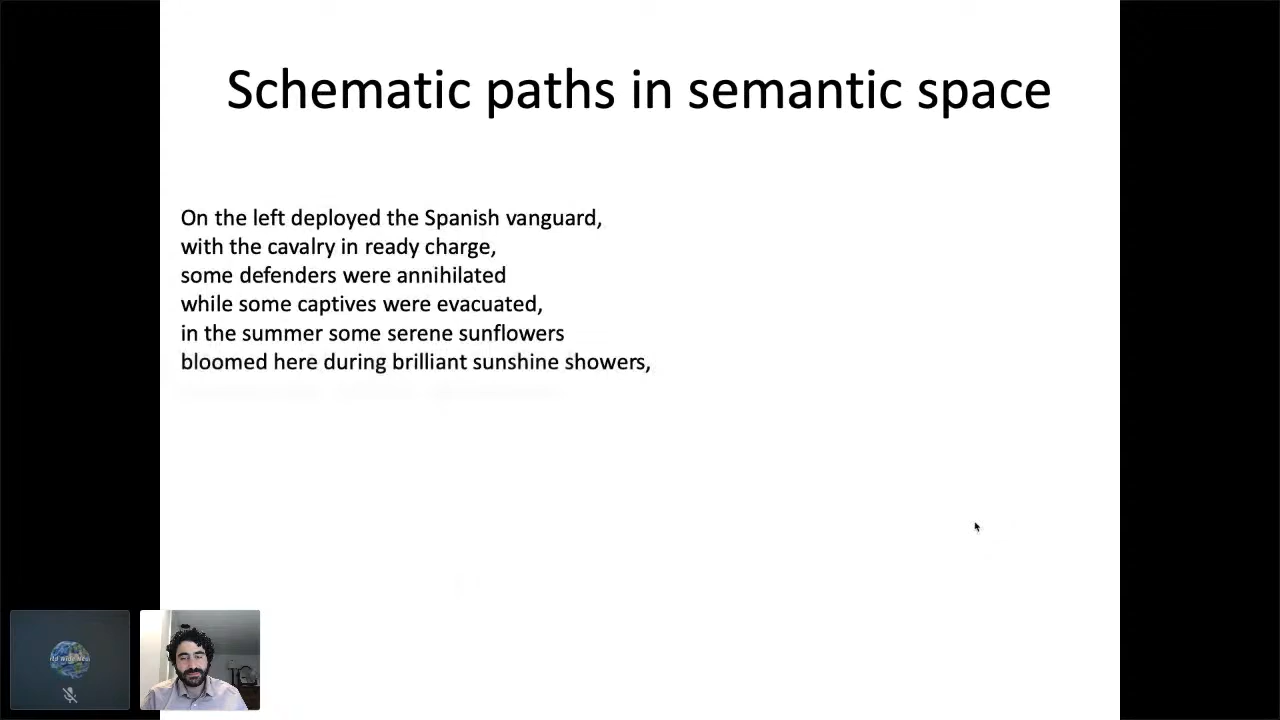 Schematic paths in semantic space
On the left deployed the Spanish vanguard,
with the cavalry in ready charge,
some defenders were annihilated
while some captives were evacuated,
in the summer some serene sunflowers
bloomed here during brilliant sunshine showers,